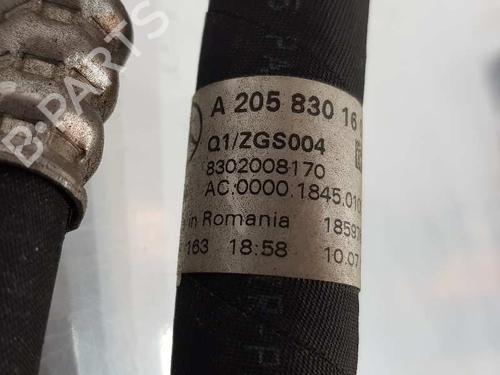 A 205 830 16
Q1/ZGS004
8302008170
AC:0000.1845.010
in Romania 18597
163 18:58 10.07
B-PARTS